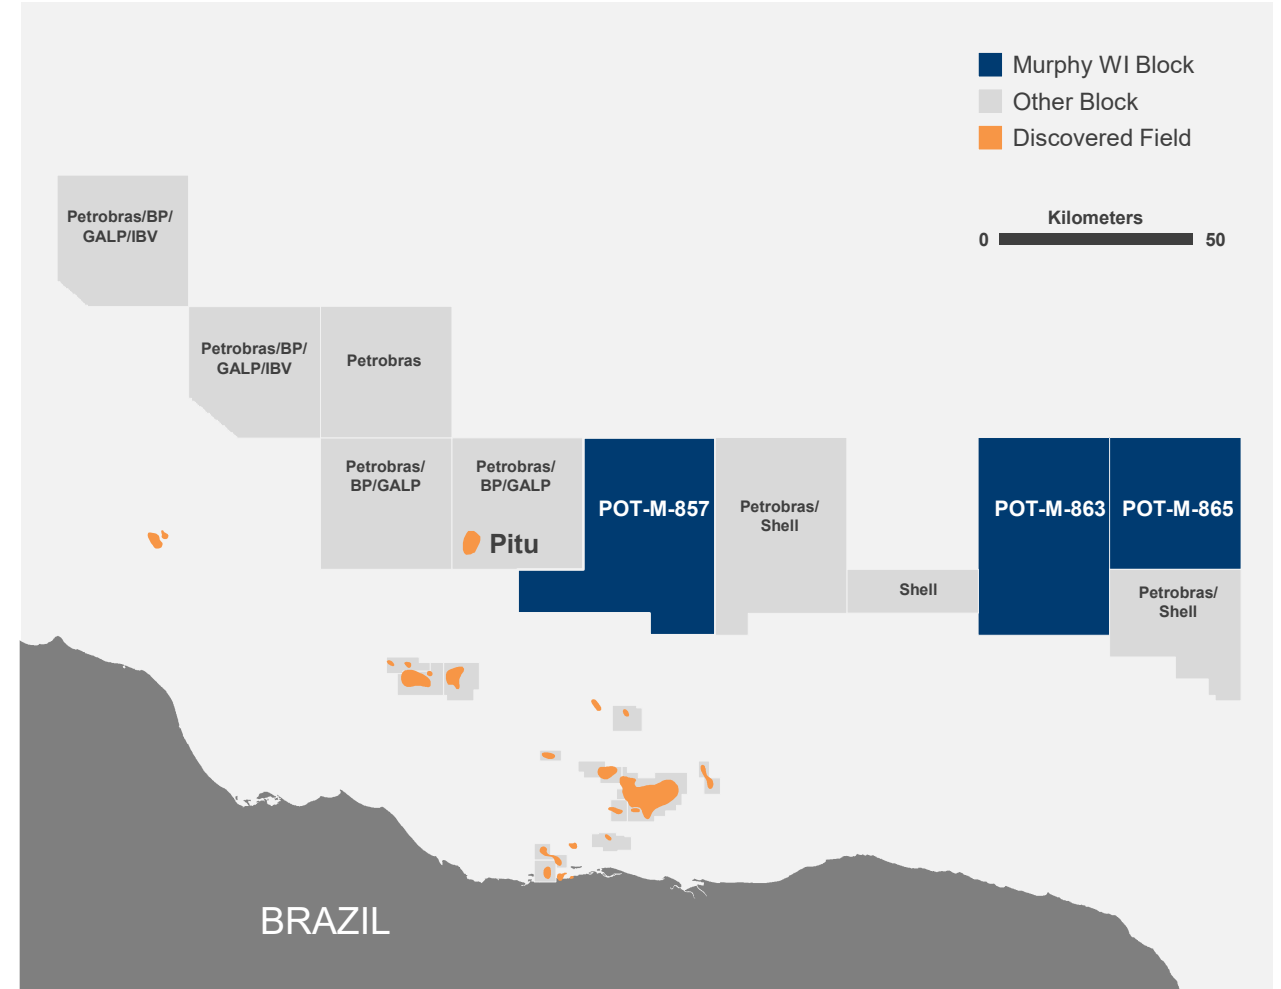 Murphy WI Block
Other Block
Discovered Field
Kilometers
0 50
Petrobras/BP/
GALP/IBV
Petrobras/BP/
GALP/IBV
Petrobras
Petrobras/
BP/GALP
Petrobras/
BP/GALP
Pitu
POT-M-857
Petrobras/
Shell
Shell
POT-M-863
POT-M-865
Petrobras/
Shell
BRAZIL